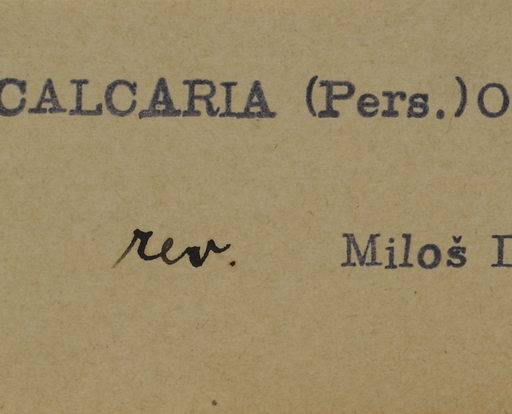 CALCARIA (Pers.) O
rev. Miloš D